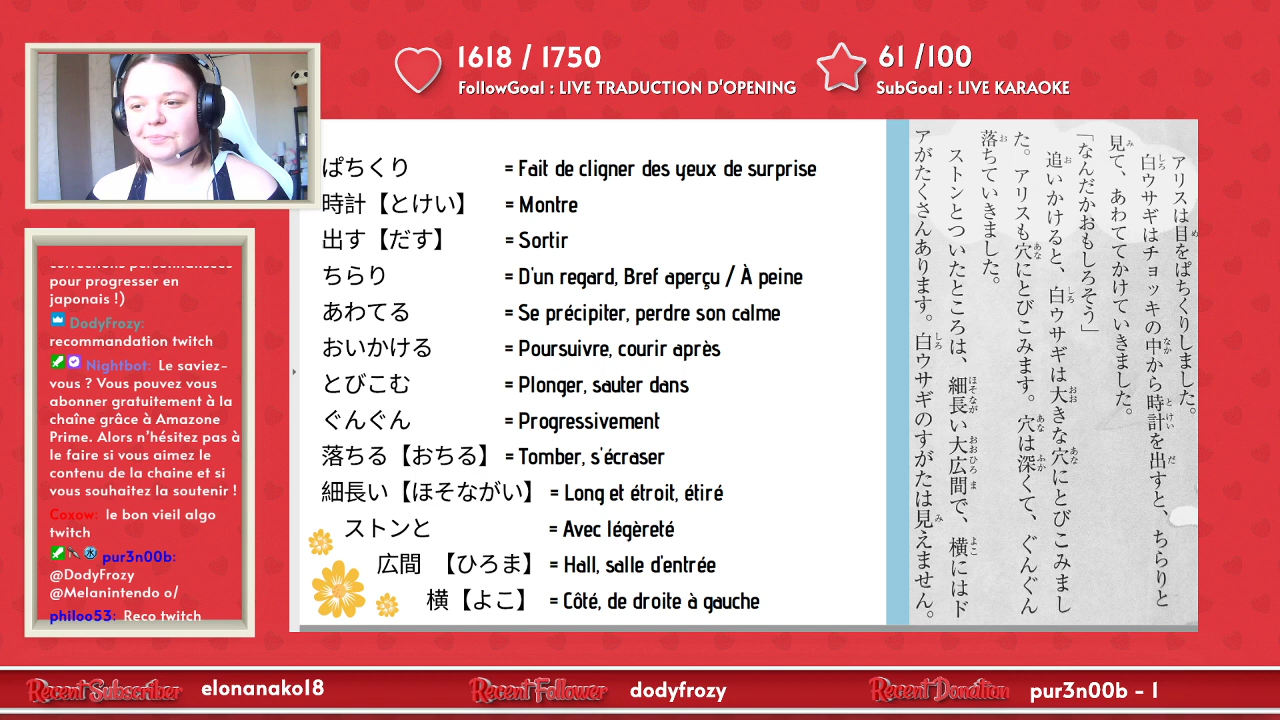 1618 / 1750
FollowGoal : LIVE TRADUCTION D'OPENING
61 /100
SubGoal : LIVE KARAOKE
ぱちくり = Fait de cligner des yeux de surprise
時計【とけい】 = Montre
出す【だす】 = Sortir
ちらり = D'un regard, Bref aperçu / À peine
あわてる = Se précipiter, perdre son calme
おいかける = Poursuivre, courir après
とびこむ = Plonger, sauter dans
ぐんぐん = Progressivement
落ちる【おちる】 = Tomber, s'écraser
細長い【ほそながい】 = Long et étroit, étiré
ストンと = Avec légèreté
広間 【ひろま】 = Hall, salle d'entrée
横【よこ】 = Côté, de droite à gauche
アリスは目をぱちくりしました。
白ウサギはチョッキの中から時計を出すと、ちらりと
見て、あわててかけていきました。
「なんだかおもしろそう」
追いかけると、白ウサギは大きな穴にとびこみまし
た。アリスも穴にとびこみます。穴は深くて、ぐんぐん
落ちていきました。
ストンとついたところは、細長い大広間で、横にはド
アがたくさんあります。白ウサギのすがたは見えません。
corrections personnalisées
pour progresser en
japonais !)
DodyFrozy:
recommandation twitch
Nightbot: Le saviez-
vous ? Vous pouvez vous
abonner gratuitement à la
chaîne grâce à Amazone
Prime. Alors n'hésitez pas à
le faire si vous aimez le
contenu de la chaine et si
vous souhaitez la soutenir !
Coxow: le bon vieil algo
twitch
pur3n00b:
@DodyFrozy
@Melanintendo o/
philoo53: Reco twitch
Recent Subscriber elonanako18
Recent Follower dodyfrozy
Recent Donation pur3n00b - 1